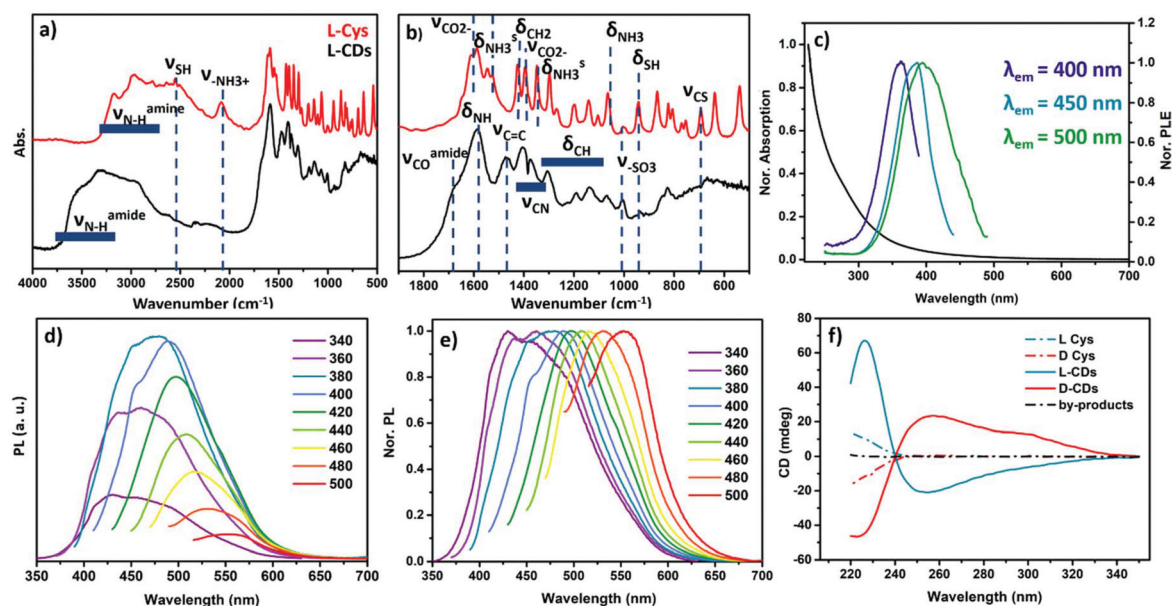 a)
L-Cys
L-CDs
νSH
ν-NH3+
νN-H amine
νN-H amide
Abs.
4000 3500 3000 2500 2000 1500 1000 500
Wavenumber (cm-1)
b)
νCO2-
δNH3 s
δCH2
νCO2-
δNH3 s
δNH3
δSH
νCS
δNH
νC=C
δCH
νCO amide
ν-SO3
νCN
1800 1600 1400 1200 1000 800 600
Wavenumber (cm-1)
c)
λem = 400 nm
λem = 450 nm
λem = 500 nm
Nor. Absorption
1.0
0.8
0.6
0.4
0.2
0.0
Nor. PLE
1.2
1.0
0.8
0.6
0.4
0.2
0.0
300 400 500 600 700
Wavelength (nm)
d)
PL (a. u.)
340
360
380
400
420
440
460
480
500
350 400 450 500 550 600 650 700
Wavelength (nm)
e)
Nor. PL
1.0
0.8
0.6
0.4
0.2
0.0
340
360
380
400
420
440
460
480
500
350 400 450 500 550 600 650 700
Wavelength (nm)
f)
CD (mdeg)
80
60
40
20
0
-20
-40
-60
L Cys
D Cys
L-CDs
D-CDs
by-products
220 240 260 280 300 320 340
Wavelength (nm)